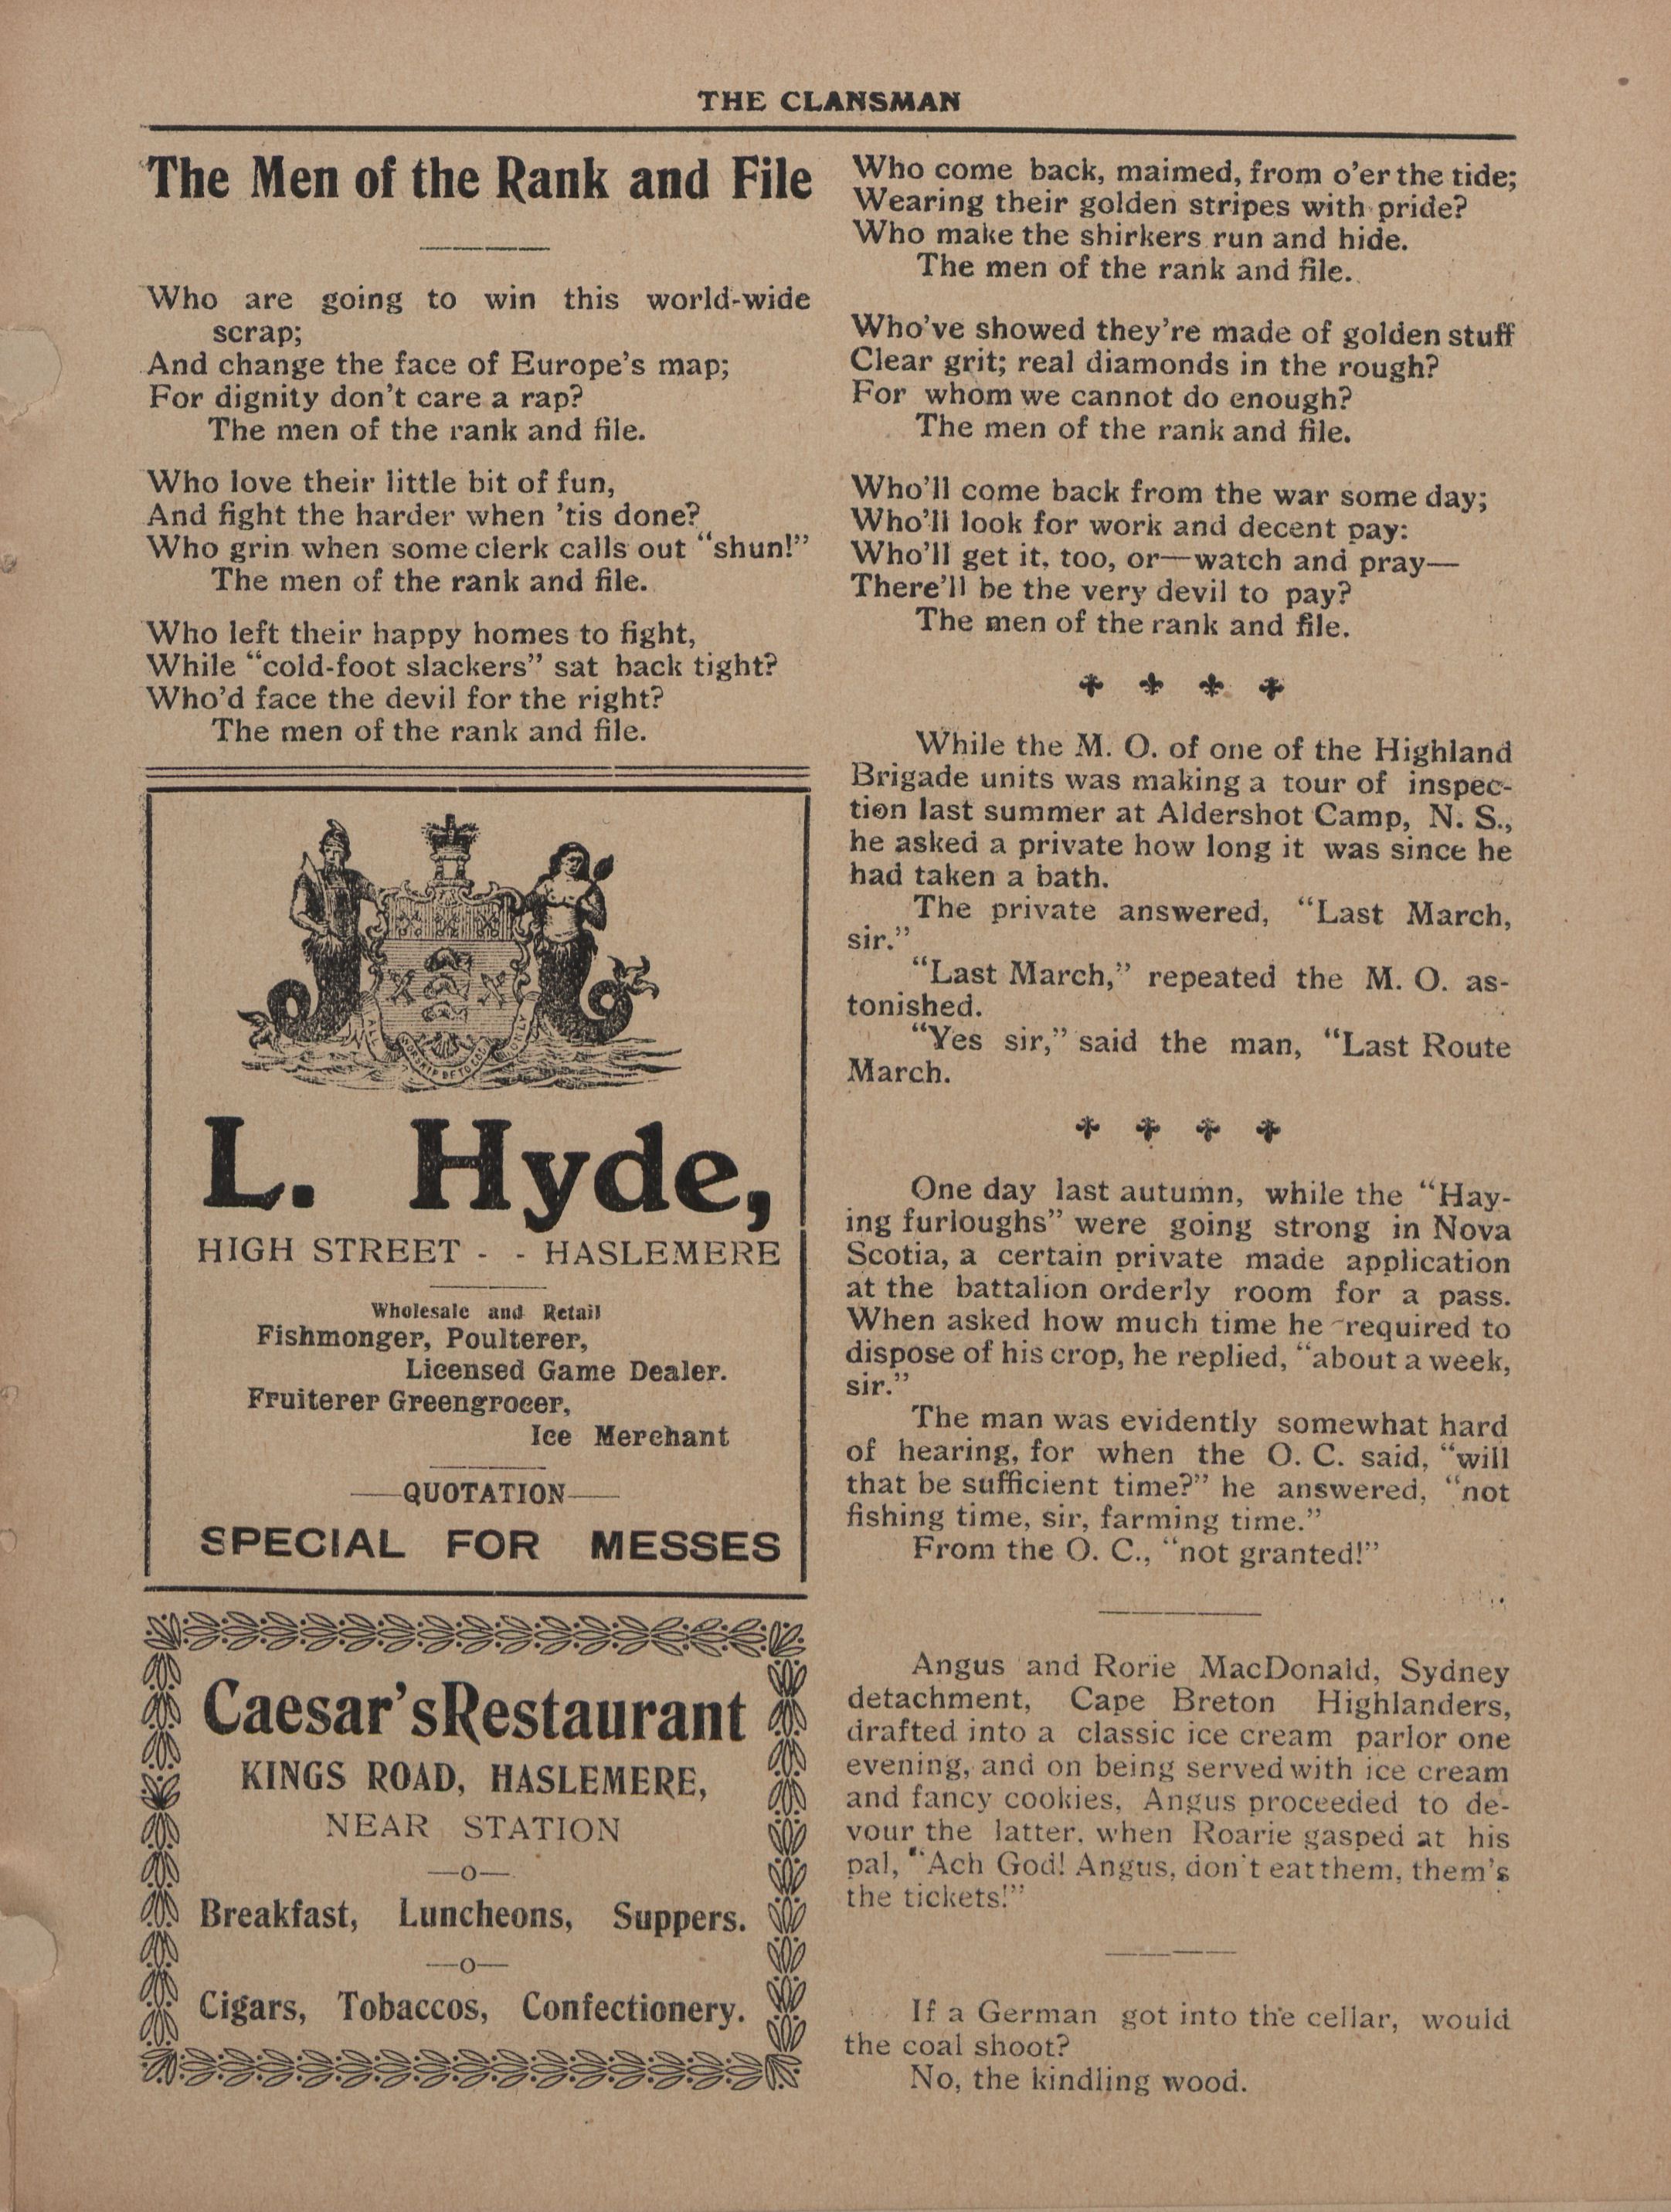 THE CLANSMAN
The Men of the Rank and File
Who are going to win this world-wide
scrap;
And change the face of Europe's map;
For dignity don't care a rap?
The men of the rank and file.
Who love their little bit of fun,
And fight the harder when 'tis done?
Who grin when some clerk calls out "shun!"
The men of the rank and file.
Who left their happy homes to fight,
While "cold-foot slackers" sat back tight?
Who'd face the devil for the right?
The men of the rank and file.
L. Hyde,
HIGH STREET - - HASLEMERE
Wholesale and Retail
Fishmonger, Poulterer,
Licensed Game Dealer.
Fruiterer Greengrocer,
Ice Merchant
—QUOTATION—
SPECIAL FOR MESSES
Caesar'sRestaurant
KINGS ROAD, HASLEMERE,
NEAR STATION
—o—
Breakfast, Luncheons, Suppers.
—o—
Cigars, Tobaccos, Confectionery.
Who come back, maimed, from o'er the tide;
Wearing their golden stripes with pride?
Who make the shirkers run and hide.
The men of the rank and file.
Who've showed they're made of golden stuff
Clear grit; real diamonds in the rough?
For whom we cannot do enough?
The men of the rank and file.
Who'll come back from the war some day;
Who'll look for work and decent pay:
Who'll get it, too, or—watch and pray—
There'll be the very devil to pay?
The men of the rank and file.
While the M. O. of one of the Highland
Brigade units was making a tour of inspec-
tion last summer at Aldershot Camp, N. S.,
he asked a private how long it was since he
had taken a bath.
The private answered, "Last March,
sir."
"Last March," repeated the M. O. as-
tonished.
"Yes sir," said the man, "Last Route
March.
One day last autumn, while the "Hay-
ing furloughs" were going strong in Nova
Scotia, a certain private made application
at the battalion orderly room for a pass.
When asked how much time he required to
dispose of his crop, he replied, "about a week,
sir."
The man was evidently somewhat hard
of hearing, for when the O. C. said, "will
that be sufficient time?" he answered, "not
fishing time, sir, farming time."
From the O. C., "not granted!"
Angus and Rorie MacDonald, Sydney
detachment, Cape Breton Highlanders,
drafted into a classic ice cream parlor one
evening, and on being served with ice cream
and fancy cookies, Angus proceeded to de-
vour the latter, when Roarie gasped at his
pal, "Ach God! Angus, don't eat them, them's
the tickets!"
If a German got into the cellar, would
the coal shoot?
No, the kindling wood.